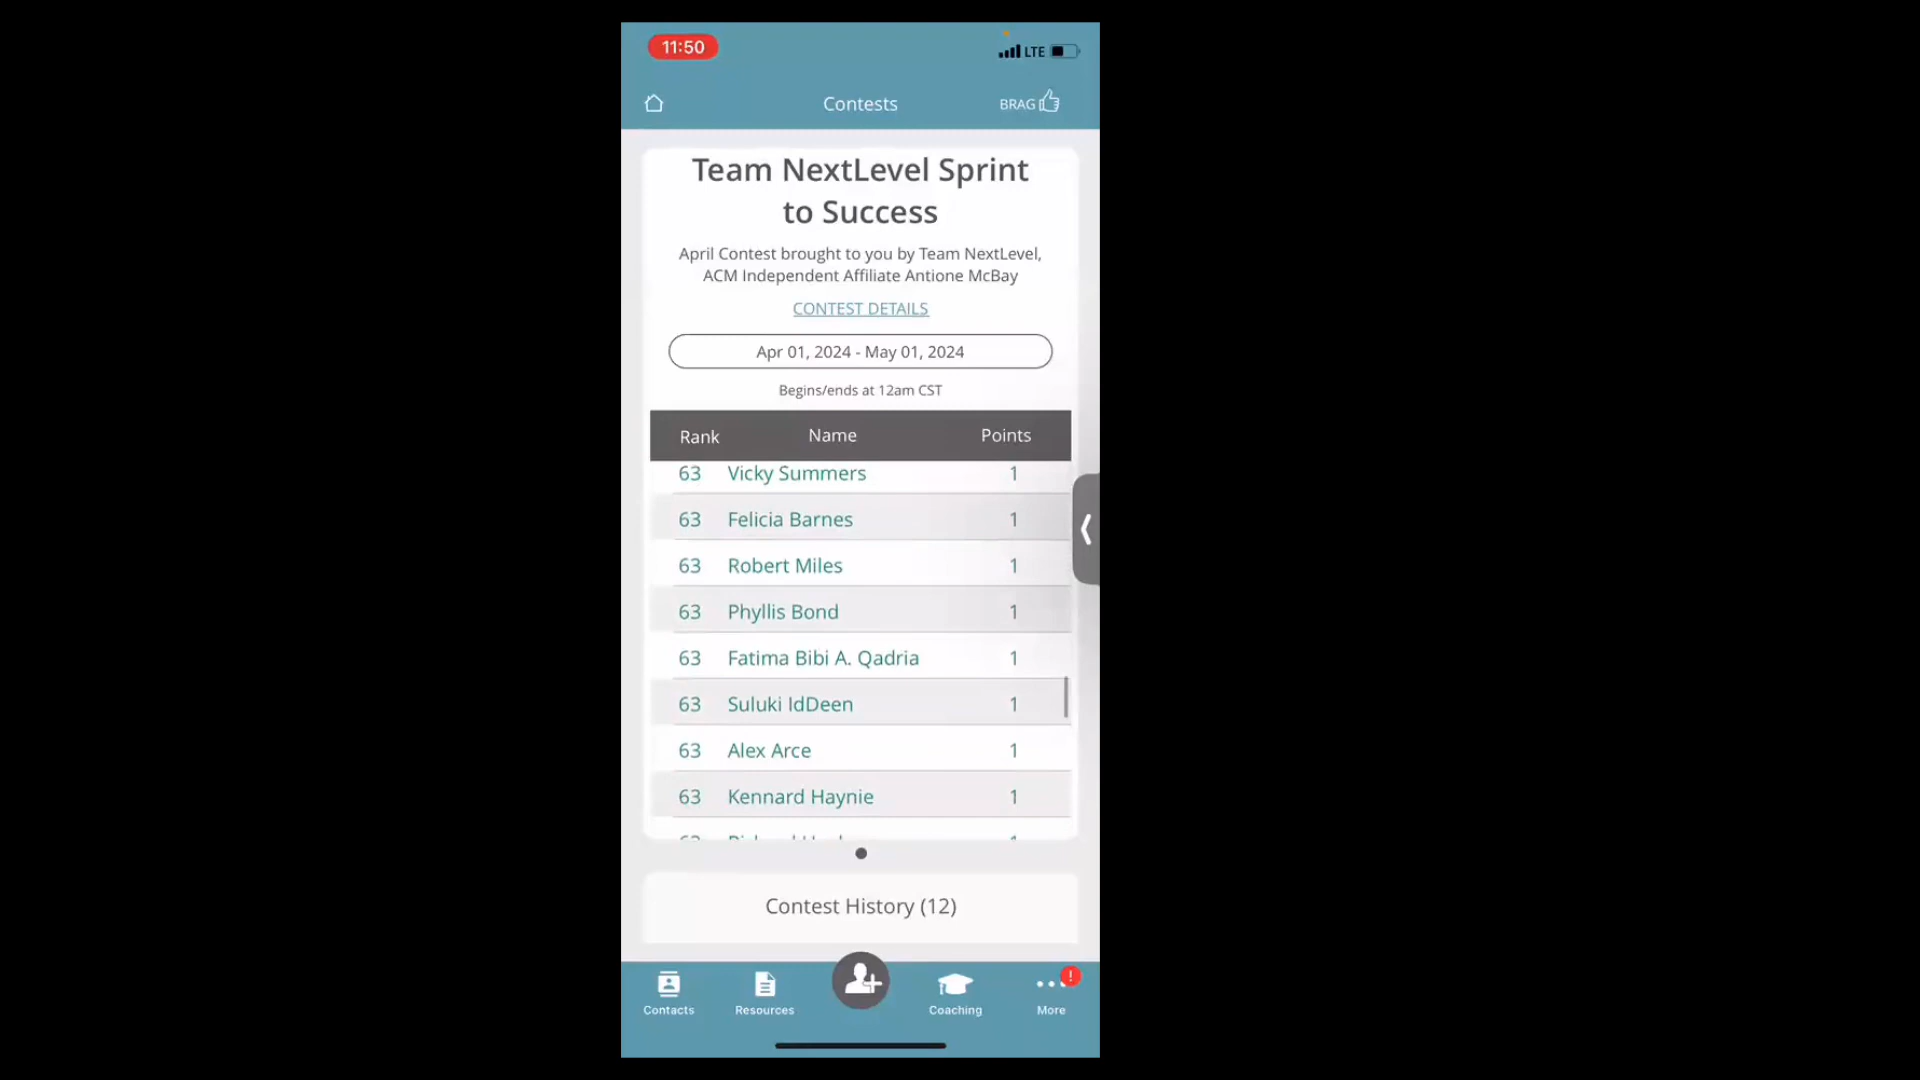 11:50
LTE
Contests
BRAG
Team NextLevel Sprint
to Success
April Contest brought to you by Team NextLevel,
ACM Independent Affiliate Antione McBay
CONTEST DETAILS
Apr 01, 2024 - May 01, 2024
Begins/ends at 12am CST
Rank Name Points
63 Vicky Summers 1
63 Felicia Barnes 1
63 Robert Miles 1
63 Phyllis Bond 1
63 Fatima Bibi A. Qadria 1
63 Suluki IdDeen 1
63 Alex Arce 1
63 Kennard Haynie 1
Contest History (12)
Contacts Resources Coaching More